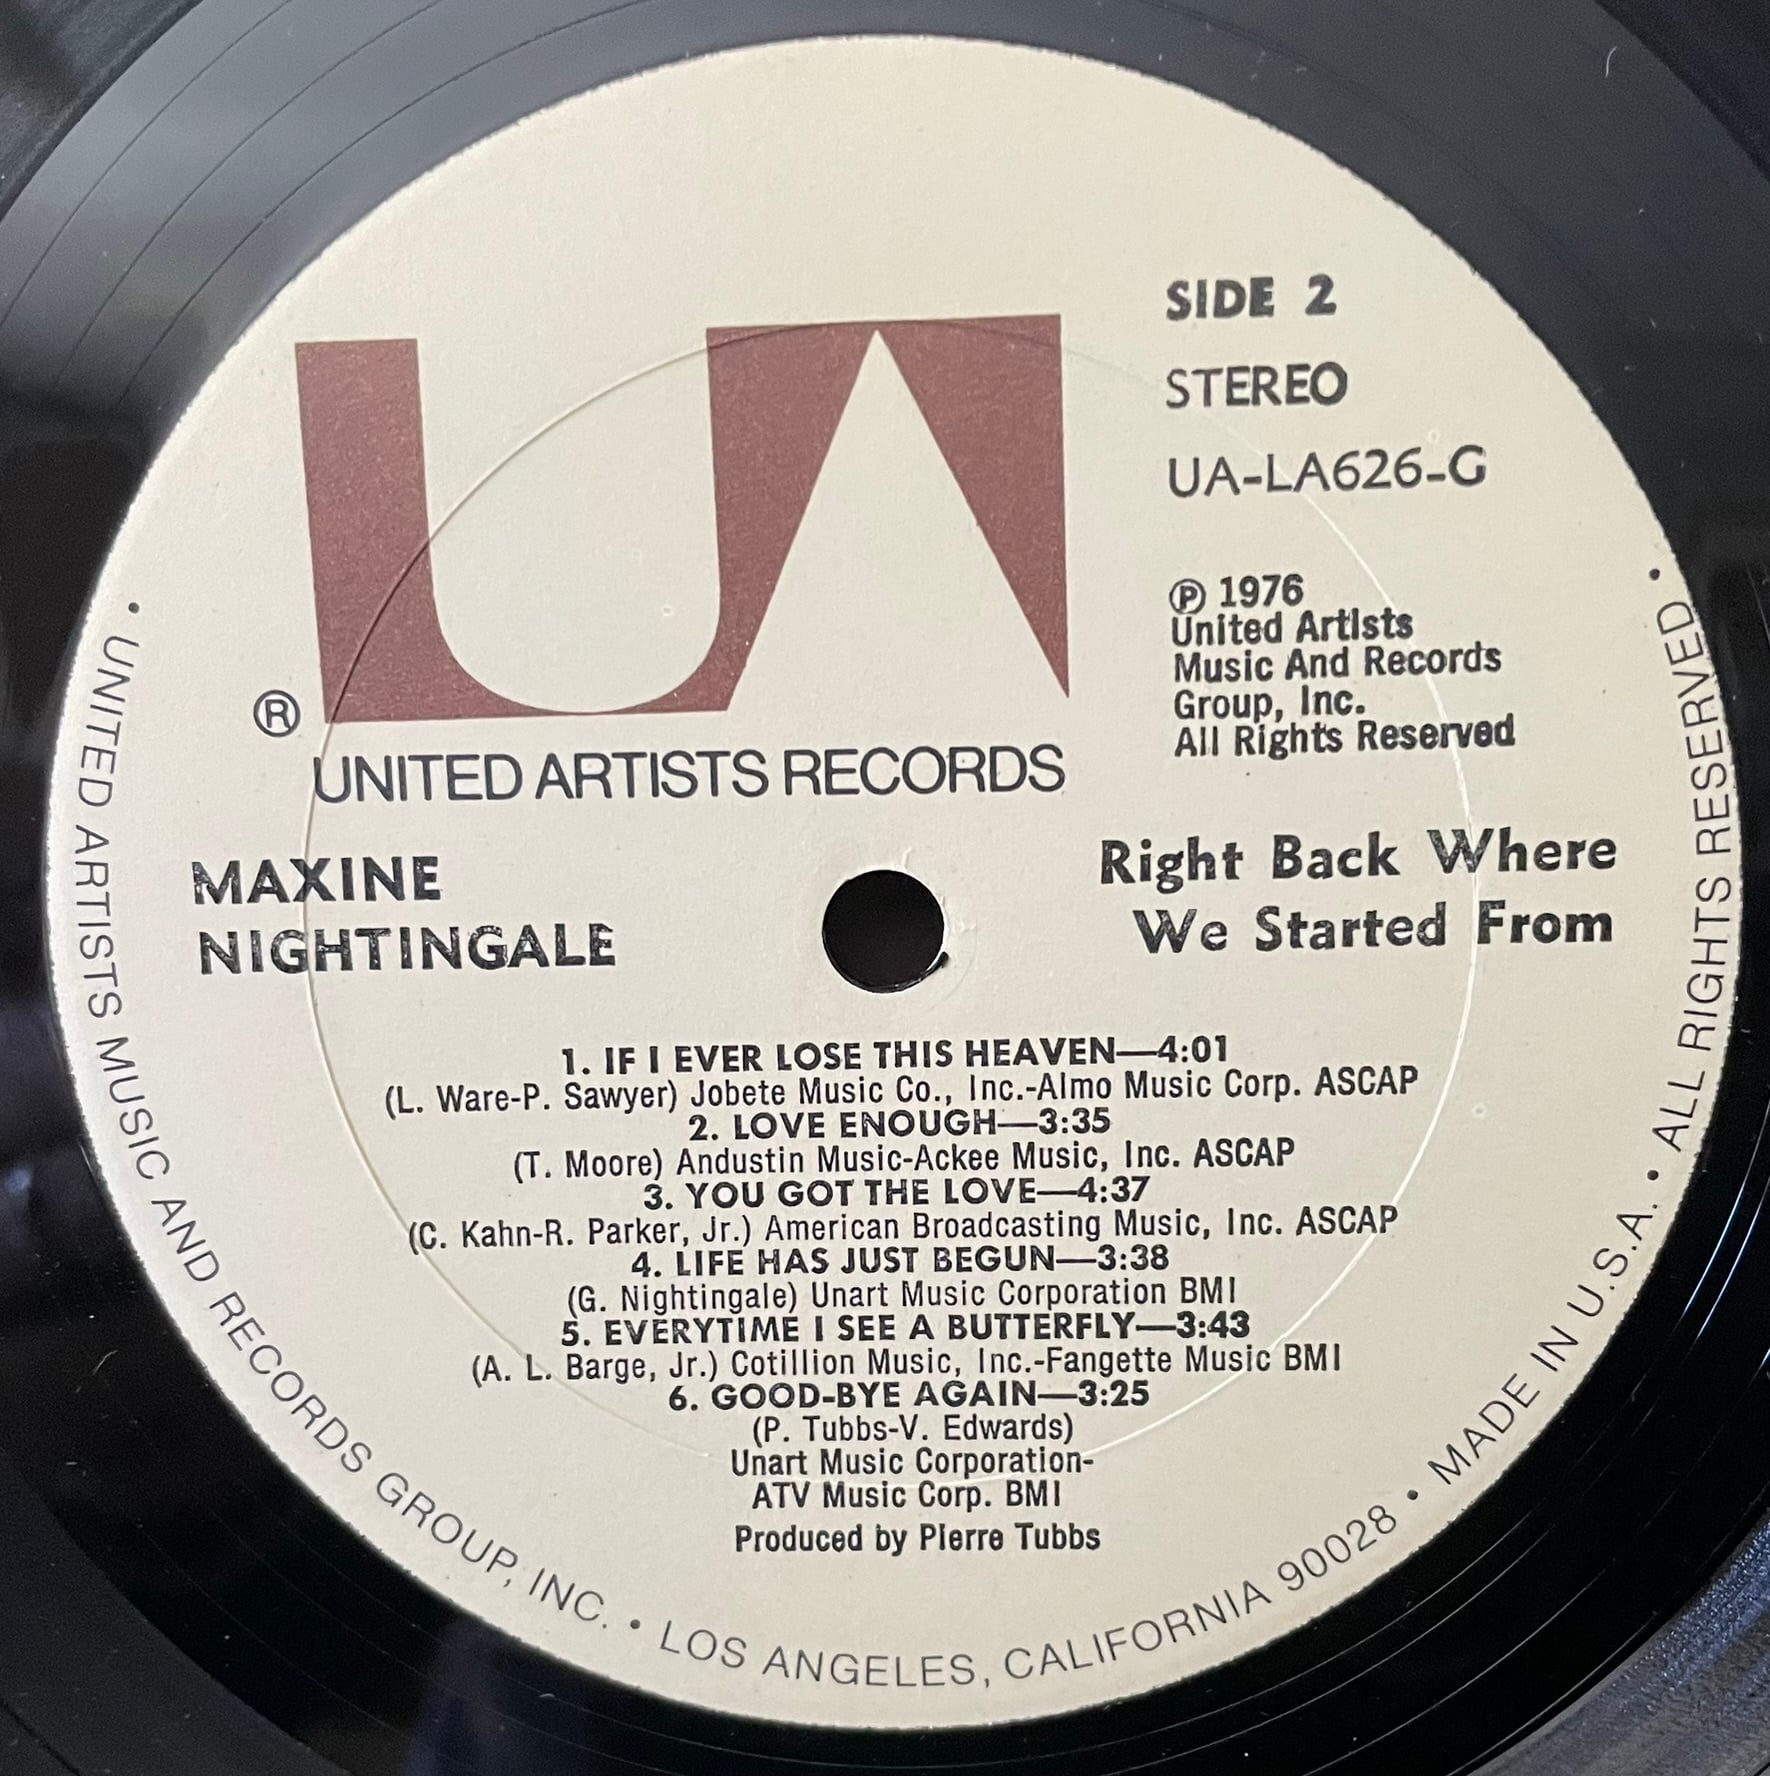 SIDE 2
STEREO
UA-LA626-G
Ⓟ 1976
United Artists
Music And Records
Group, Inc.
All Rights Reserved
UA
®
UNITED ARTISTS RECORDS
MAXINE
NIGHTINGALE
Right Back Where
We Started From
1. IF I EVER LOSE THIS HEAVEN—4:01
(L. Ware-P. Sawyer) Jobete Music Co., Inc.-Almo Music Corp. ASCAP
2. LOVE ENOUGH—3:35
(T. Moore) Andustin Music-Ackee Music, Inc. ASCAP
3. YOU GOT THE LOVE—4:37
(C. Kahn-R. Parker, Jr.) American Broadcasting Music, Inc. ASCAP
4. LIFE HAS JUST BEGUN—3:38
(G. Nightingale) Unart Music Corporation BMI
5. EVERYTIME I SEE A BUTTERFLY—3:43
(A. L. Barge, Jr.) Cotillion Music, Inc.-Fangette Music BMI
6. GOOD-BYE AGAIN—3:25
(P. Tubbs-V. Edwards)
Unart Music Corporation-
ATV Music Corp. BMI
Produced by Pierre Tubbs
• UNITED ARTISTS MUSIC AND RECORDS GROUP, INC. • LOS ANGELES, CALIFORNIA 90028 • MADE IN U.S.A. • ALL RIGHTS RESERVED •